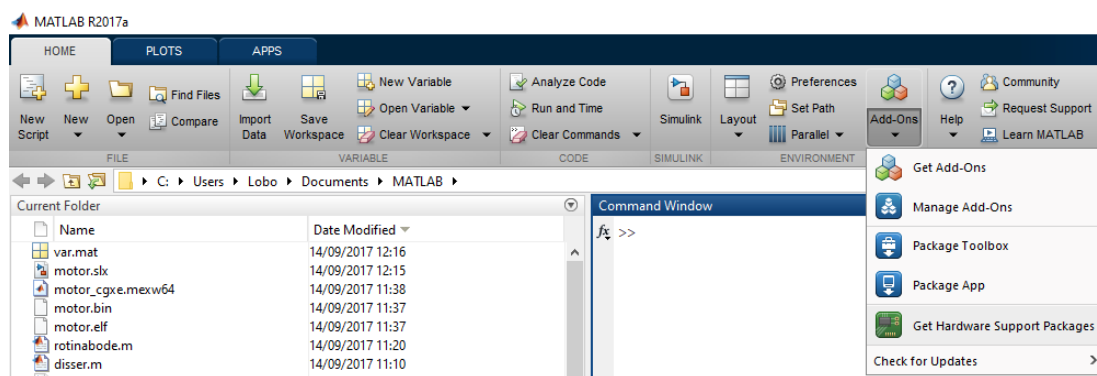 MATLAB R2017a
HOME PLOTS APPS
New Script
New
Open
Find Files
Compare
FILE
Import Data
Save Workspace
New Variable
Open Variable
Clear Workspace
VARIABLE
Analyze Code
Run and Time
Clear Commands
CODE
Simulink
SIMULINK
Layout
Preferences
Set Path
Parallel
ENVIRONMENT
Add-Ons
Help
Community
Request Support
Learn MATLAB
C: Users Lobo Documents MATLAB
Current Folder
Name Date Modified
var.mat 14/09/2017 12:16
motor.slx 14/09/2017 12:15
motor_cgxe.mexw64 14/09/2017 11:38
motor.bin 14/09/2017 11:37
motor.elf 14/09/2017 11:37
rotinabode.m 14/09/2017 11:20
disser.m 14/09/2017 11:10
Command Window
fx >>
Get Add-Ons
Manage Add-Ons
Package Toolbox
Package App
Get Hardware Support Packages
Check for Updates